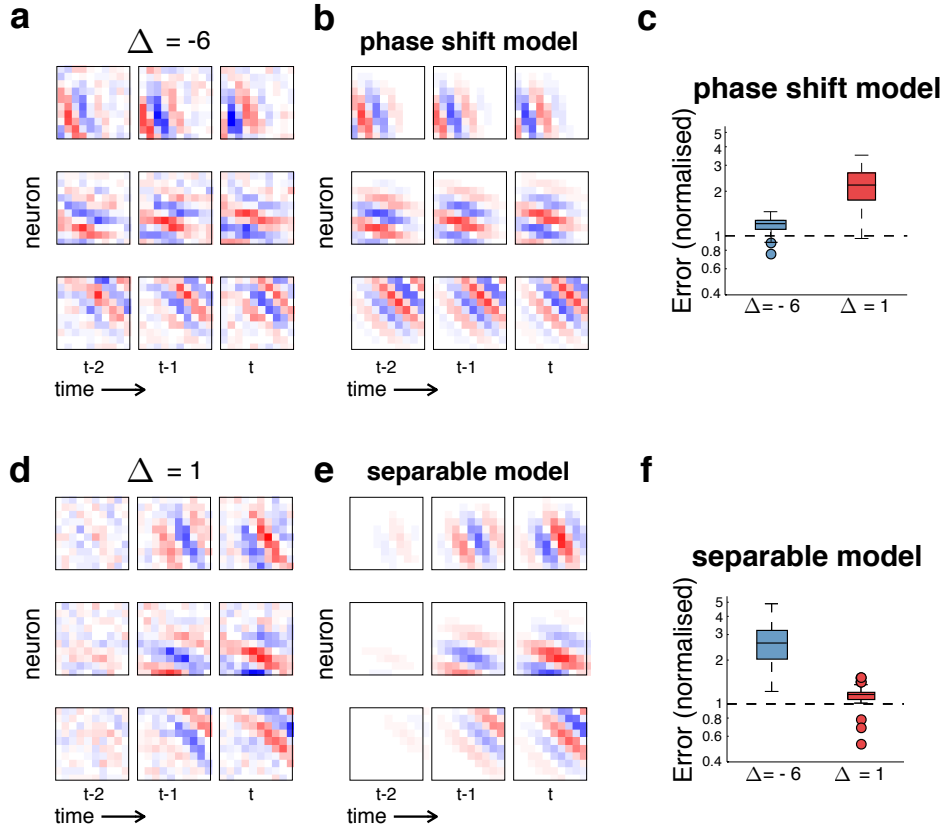 a
Δ = -6
neuron
t-2 t-1 t
time
b
phase shift model
t-2 t-1 t
time
c
phase shift model
Error (normalised)
5
4
3
2
1
0.8
0.6
0.4
Δ= - 6 Δ = 1
d
Δ = 1
neuron
t-2 t-1 t
time
e
separable model
t-2 t-1 t
time
f
separable model
Error (normalised)
5
4
3
2
1
0.8
0.6
0.4
Δ= - 6 Δ = 1